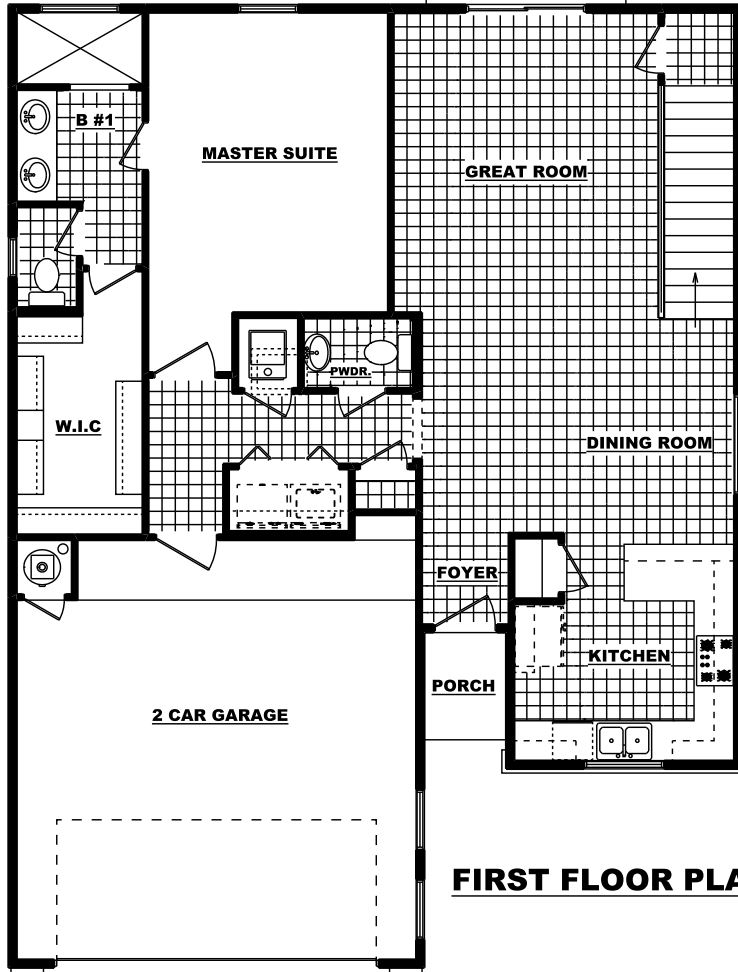 B #1
MASTER SUITE
GREAT ROOM
PWDR.
W.I.C
DINING ROOM
FOYER
KITCHEN
PORCH
2 CAR GARAGE
FIRST FLOOR PLA